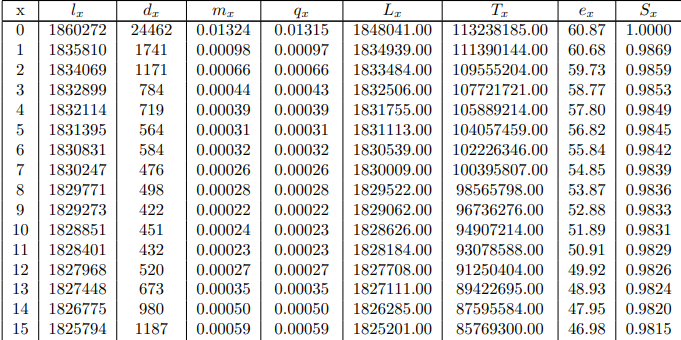 x l_x d_x m_x q_x L_x T_x e_x S_x
0 1860272 24462 0.01324 0.01315 1848041.00 113238185.00 60.87 1.0000
1 1835810 1741 0.00098 0.00097 1834939.00 111390144.00 60.68 0.9869
2 1834069 1171 0.00066 0.00066 1833484.00 109555204.00 59.73 0.9859
3 1832899 784 0.00044 0.00043 1832506.00 107721721.00 58.77 0.9853
4 1832114 719 0.00039 0.00039 1831755.00 105889214.00 57.80 0.9849
5 1831395 564 0.00031 0.00031 1831113.00 104057459.00 56.82 0.9845
6 1830831 584 0.00032 0.00032 1830539.00 102226346.00 55.84 0.9842
7 1830247 476 0.00026 0.00026 1830009.00 100395807.00 54.85 0.9839
8 1829771 498 0.00028 0.00028 1829522.00 98565798.00 53.87 0.9836
9 1829273 422 0.00022 0.00022 1829062.00 96736276.00 52.88 0.9833
10 1828851 451 0.00024 0.00023 1828626.00 94907214.00 51.89 0.9831
11 1828401 432 0.00023 0.00023 1828184.00 93078588.00 50.91 0.9829
12 1827968 520 0.00027 0.00027 1827708.00 91250404.00 49.92 0.9826
13 1827448 673 0.00035 0.00035 1827111.00 89422695.00 48.93 0.9824
14 1826775 980 0.00050 0.00050 1826285.00 87595584.00 47.95 0.9820
15 1825794 1187 0.00059 0.00059 1825201.00 85769300.00 46.98 0.9815